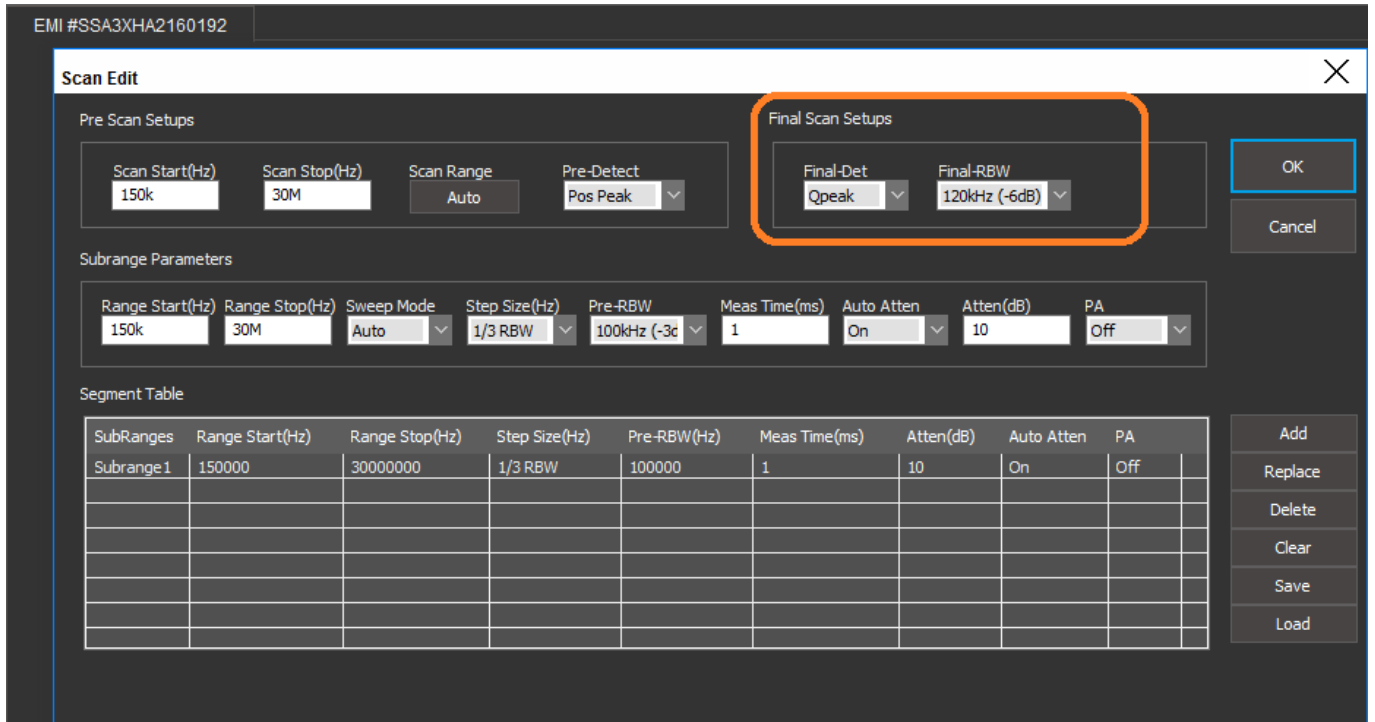 EMI #SSA3XHA2160192
Scan Edit
Pre Scan Setups
Final Scan Setups
Scan Start(Hz) Scan Stop(Hz) Scan Range Pre-Detect Final-Det Final-RBW
150k 30M Auto Pos Peak Qpeak 120kHz (-6dB)
OK
Cancel
Subrange Parameters
Range Start(Hz) Range Stop(Hz) Sweep Mode Step Size(Hz) Pre-RBW Meas Time(ms) Auto Atten Atten(dB) PA
150k 30M Auto 1/3 RBW 100kHz (-3d 1 On 10 Off
Segment Table
SubRanges Range Start(Hz) Range Stop(Hz) Step Size(Hz) Pre-RBW(Hz) Meas Time(ms) Atten(dB) Auto Atten PA
Subrange1 150000 30000000 1/3 RBW 100000 1 10 On Off
Add
Replace
Delete
Clear
Save
Load